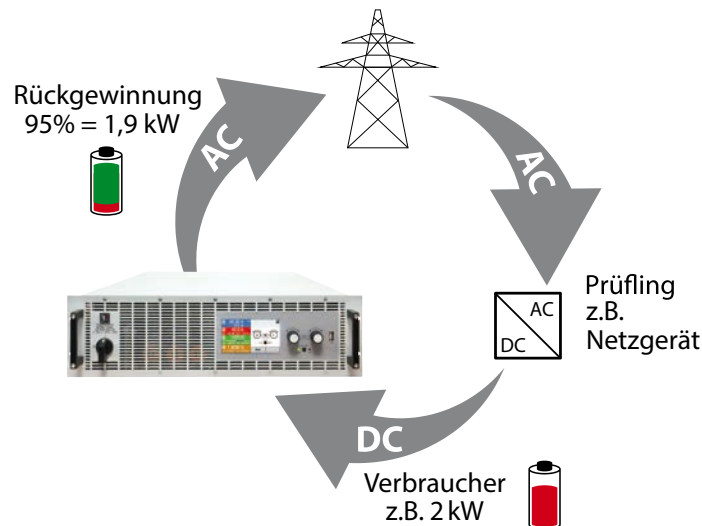 Rückgewinnung
95% = 1,9 kW
AC
AC
Prüfling
z.B.
Netzgerät
AC
DC
DC
Verbraucher
z.B. 2 kW